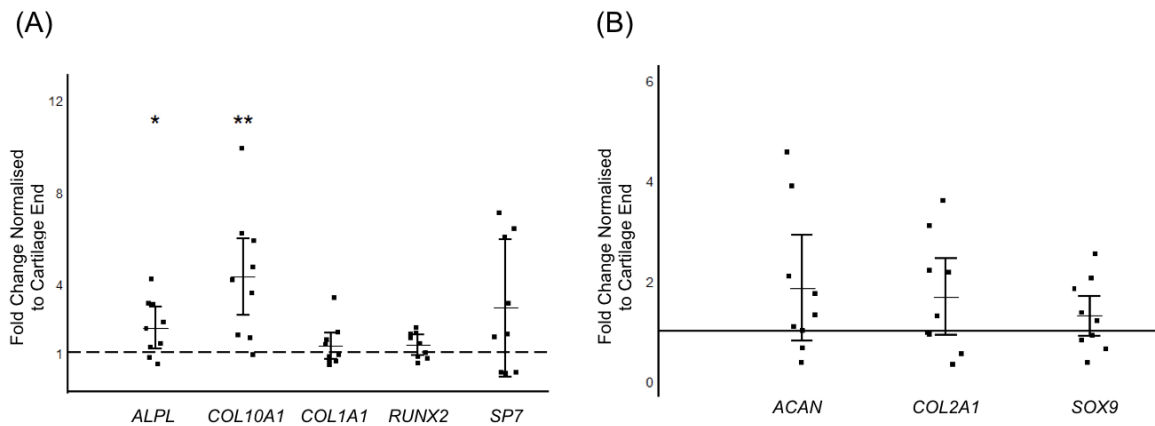 (A)
Fold Change Normalised
to Cartilage End
12
8
4
1
* **
ALPL COL10A1 COL1A1 RUNX2 SP7
(B)
Fold Change Normalised
to Cartilage End
6
4
2
0
ACAN COL2A1 SOX9